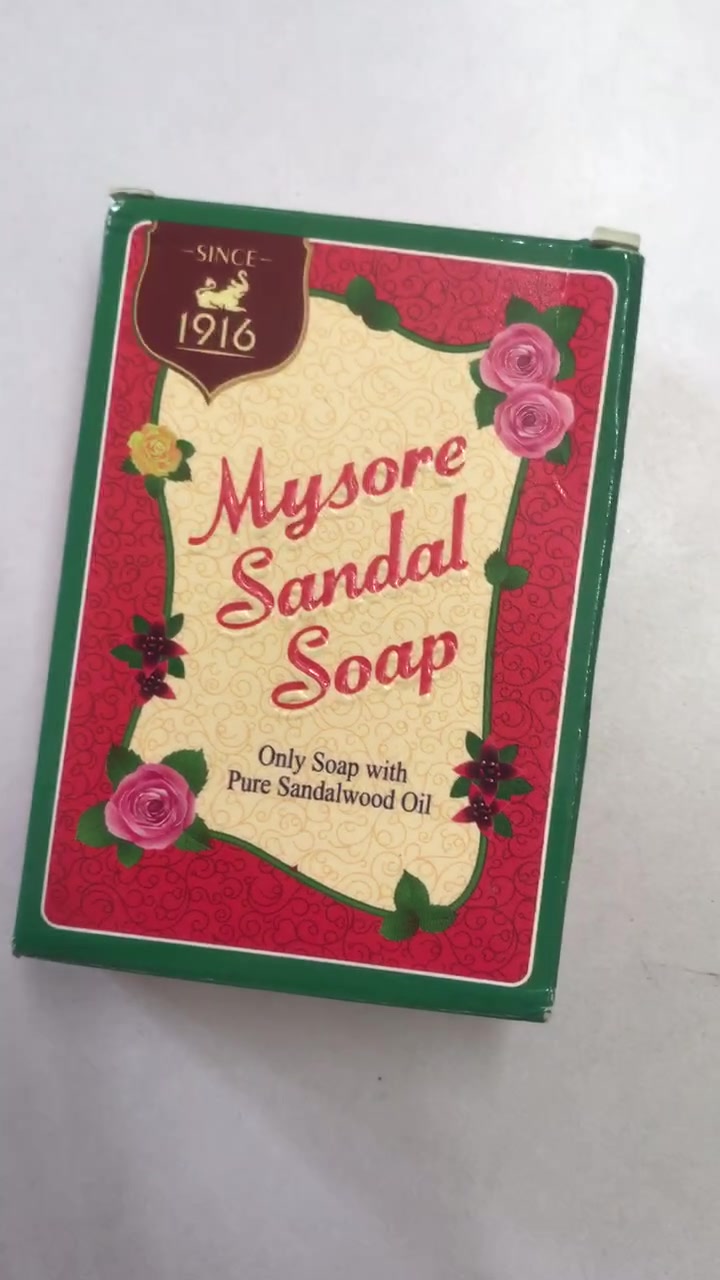 -SINCE-
1916
Mysore
Sandal
Soap
Only Soap with
Pure Sandalwood Oil